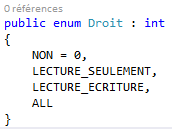 0 références
public enum Droit : int
{
    NON = 0,
    LECTURE_SEULEMENT,
    LECTURE_ECRITURE,
    ALL
}